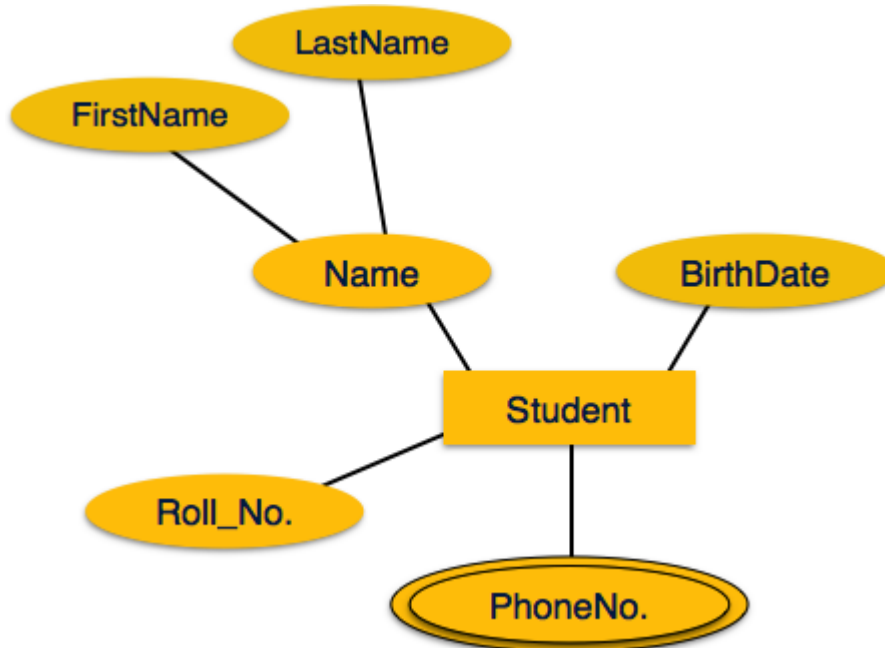 LastName
FirstName
Name
BirthDate
Student
Roll_No.
PhoneNo.